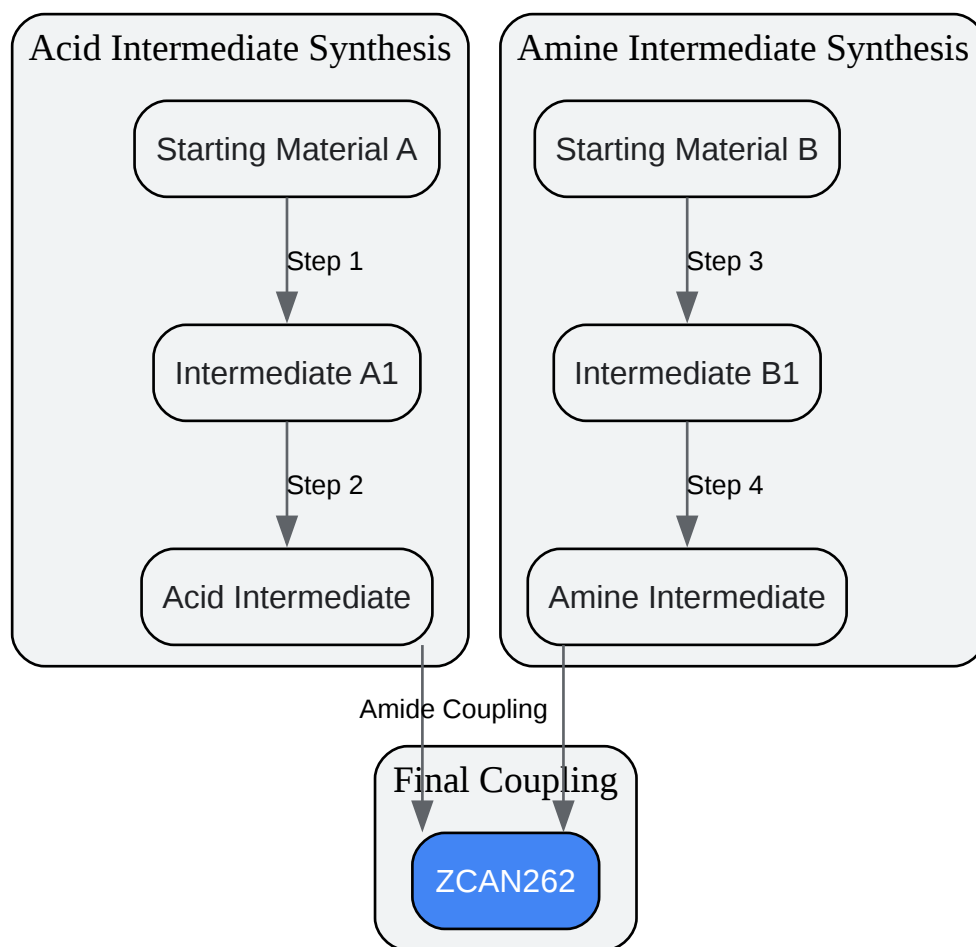 Acid Intermediate Synthesis
Starting Material A
Step 1
Intermediate A1
Step 2
Acid Intermediate
Amine Intermediate Synthesis
Starting Material B
Step 3
Intermediate B1
Step 4
Amine Intermediate
Amide Coupling
Final Coupling
ZCAN262